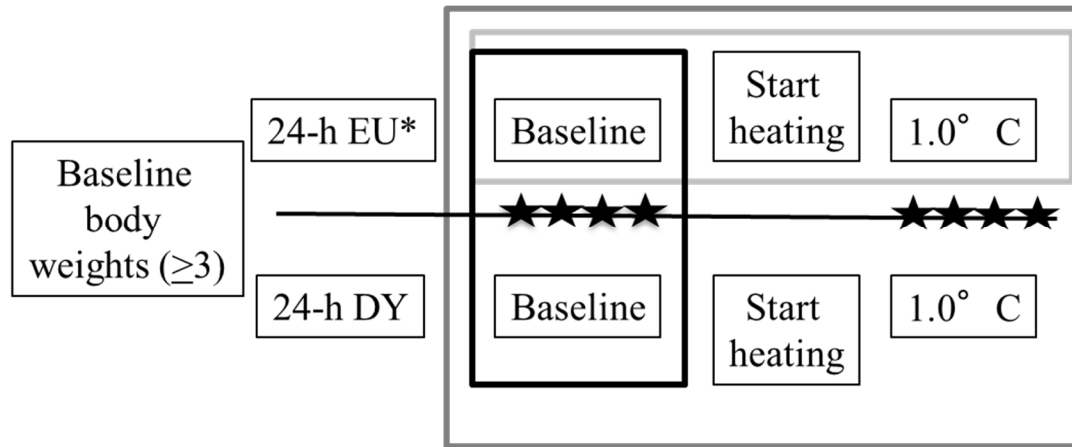 Baseline
body
weights (≥3)
24-h EU*
Baseline
Start
heating
1.0° C
24-h DY
Baseline
Start
heating
1.0° C